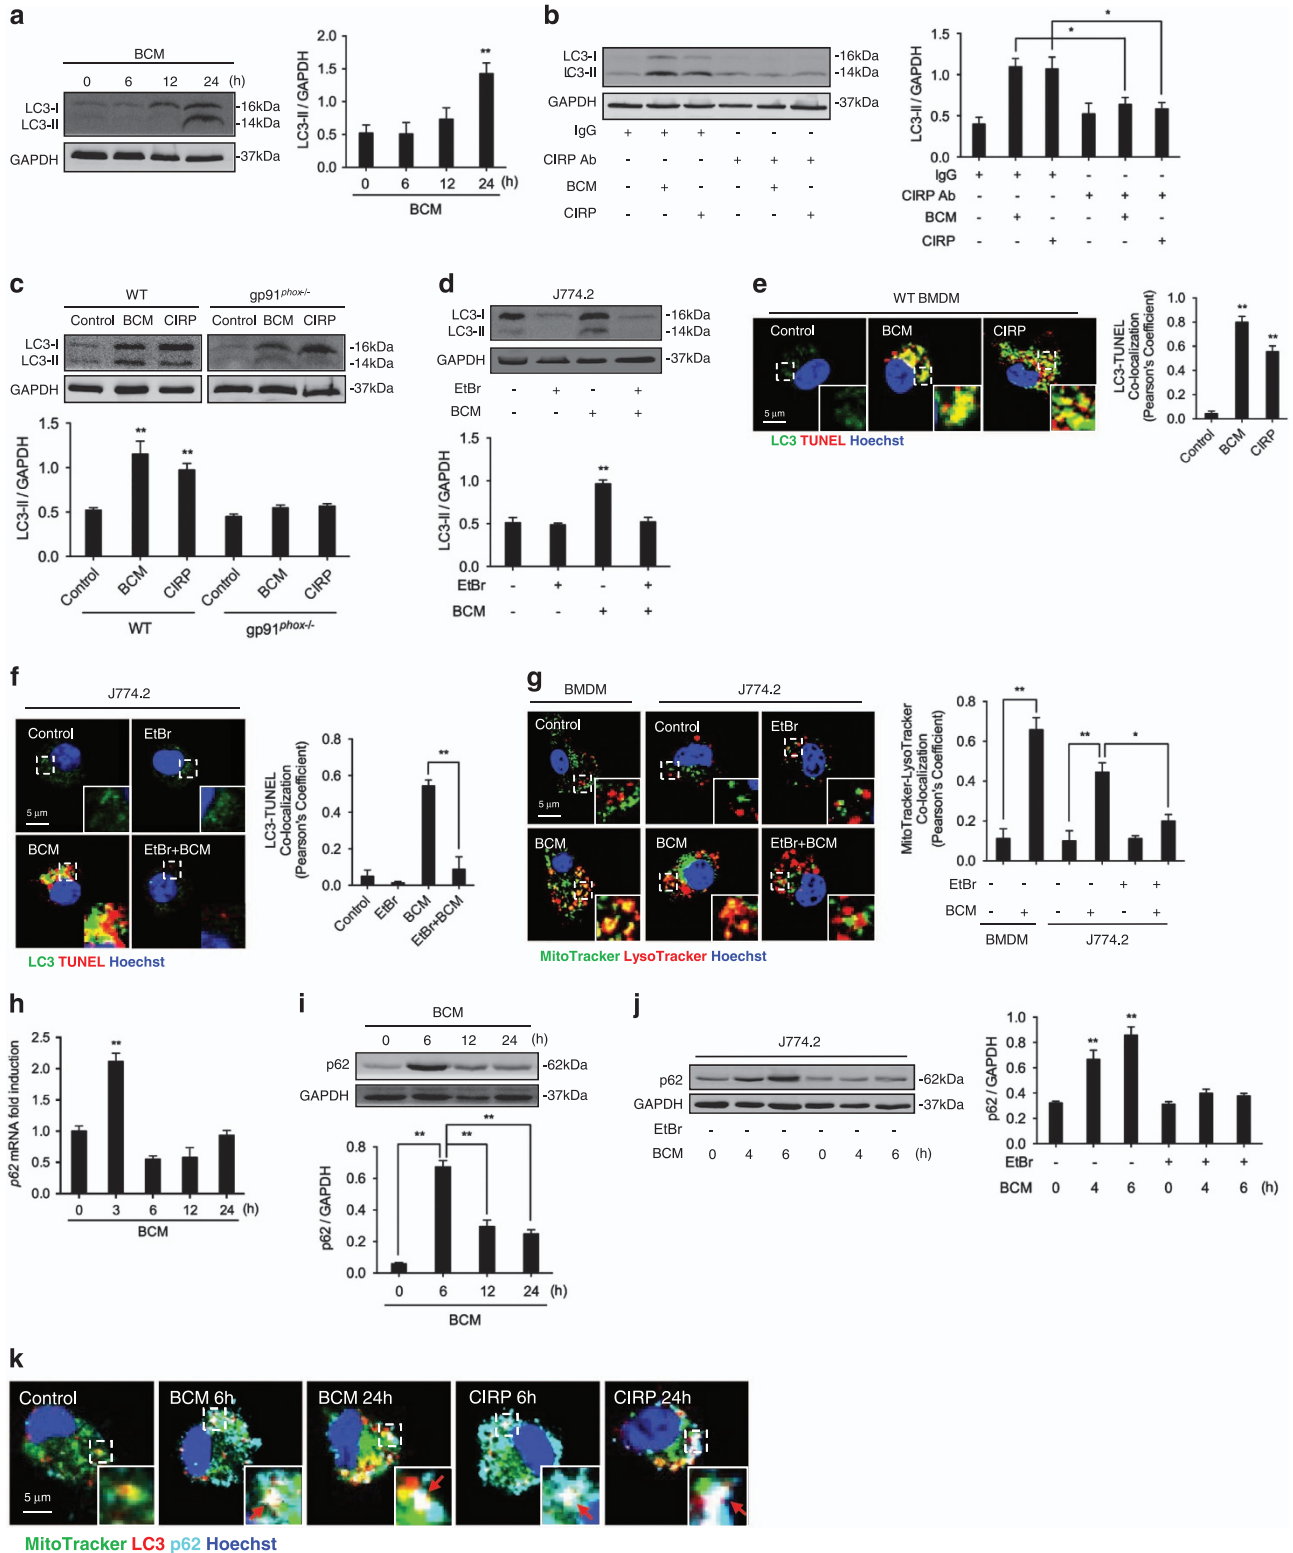 a
BCM
0 6 12 24 (h)
LC3-I
LC3-II
GAPDH
-16kDa
-14kDa
-37kDa
LC3-II / GAPDH
2.0
1.5
1.0
0.5
0.0
**
0 6 12 24 (h)
BCM
b
LC3-I
LC3-II
GAPDH
-16kDa
-14kDa
-37kDa
IgG + + + - - -
CIRP Ab - - - + + +
BCM - + - - + -
CIRP - - + - - +
LC3-II / GAPDH
1.5
1.0
0.5
0.0
*
*
IgG + + + - - -
CIRP Ab - - - + + +
BCM - + - - + -
CIRP - - + - - +
c
WT gp91phox-/-
Control BCM CIRP Control BCM CIRP
LC3-I
LC3-II
GAPDH
-16kDa
-14kDa
-37kDa
LC3-II / GAPDH
2.0
1.5
1.0
0.5
0.0
** **
Control BCM CIRP Control BCM CIRP
WT gp91phox-/-
d
J774.2
LC3-I
LC3-II
GAPDH
-16kDa
-14kDa
-37kDa
EtBr - + - +
BCM - - + +
LC3-II / GAPDH
1.5
1.0
0.5
0.0
**
EtBr - + - +
BCM - - + +
e
WT BMDM
Control BCM CIRP
5 µm
LC3 TUNEL Hoechst
LC3-TUNEL
Co-localization
(Pearson's Coefficient)
1.0
0.8
0.6
0.4
0.2
0.0
** **
Control BCM CIRP
f
J774.2
Control EtBr
5 µm
BCM EtBr+BCM
LC3 TUNEL Hoechst
LC3-TUNEL
Co-localization
(Pearson's Coefficient)
0.8
0.6
0.4
0.2
0.0
**
Control EtBr BCM EtBr+BCM
g
BMDM J774.2
Control Control EtBr
5 µm
BCM BCM EtBr+BCM
MitoTracker LysoTracker Hoechst
MitoTracker-LysoTracker
Co-localization
(Pearson's Coefficient)
0.8
0.6
0.4
0.2
0.0
** ** *
EtBr - - - - + +
BCM - + - + - +
BMDM J774.2
h
p62 mRNA fold induction
2.5
2.0
1.5
1.0
0.5
0.0
**
0 3 6 12 24 (h)
BCM
i
BCM
0 6 12 24 (h)
p62 -62kDa
GAPDH -37kDa
p62 / GAPDH
0.8
0.6
0.4
0.2
0.0
** ** **
0 6 12 24 (h)
BCM
j
J774.2
p62 -62kDa
GAPDH -37kDa
EtBr - - - - - -
BCM 0 4 6 0 4 6 (h)
p62 / GAPDH
1.0
0.8
0.6
0.4
0.2
0.0
** **
EtBr - - - + + +
BCM 0 4 6 0 4 6 (h)
k
Control BCM 6h BCM 24h CIRP 6h CIRP 24h
5 µm
MitoTracker LC3 p62 Hoechst